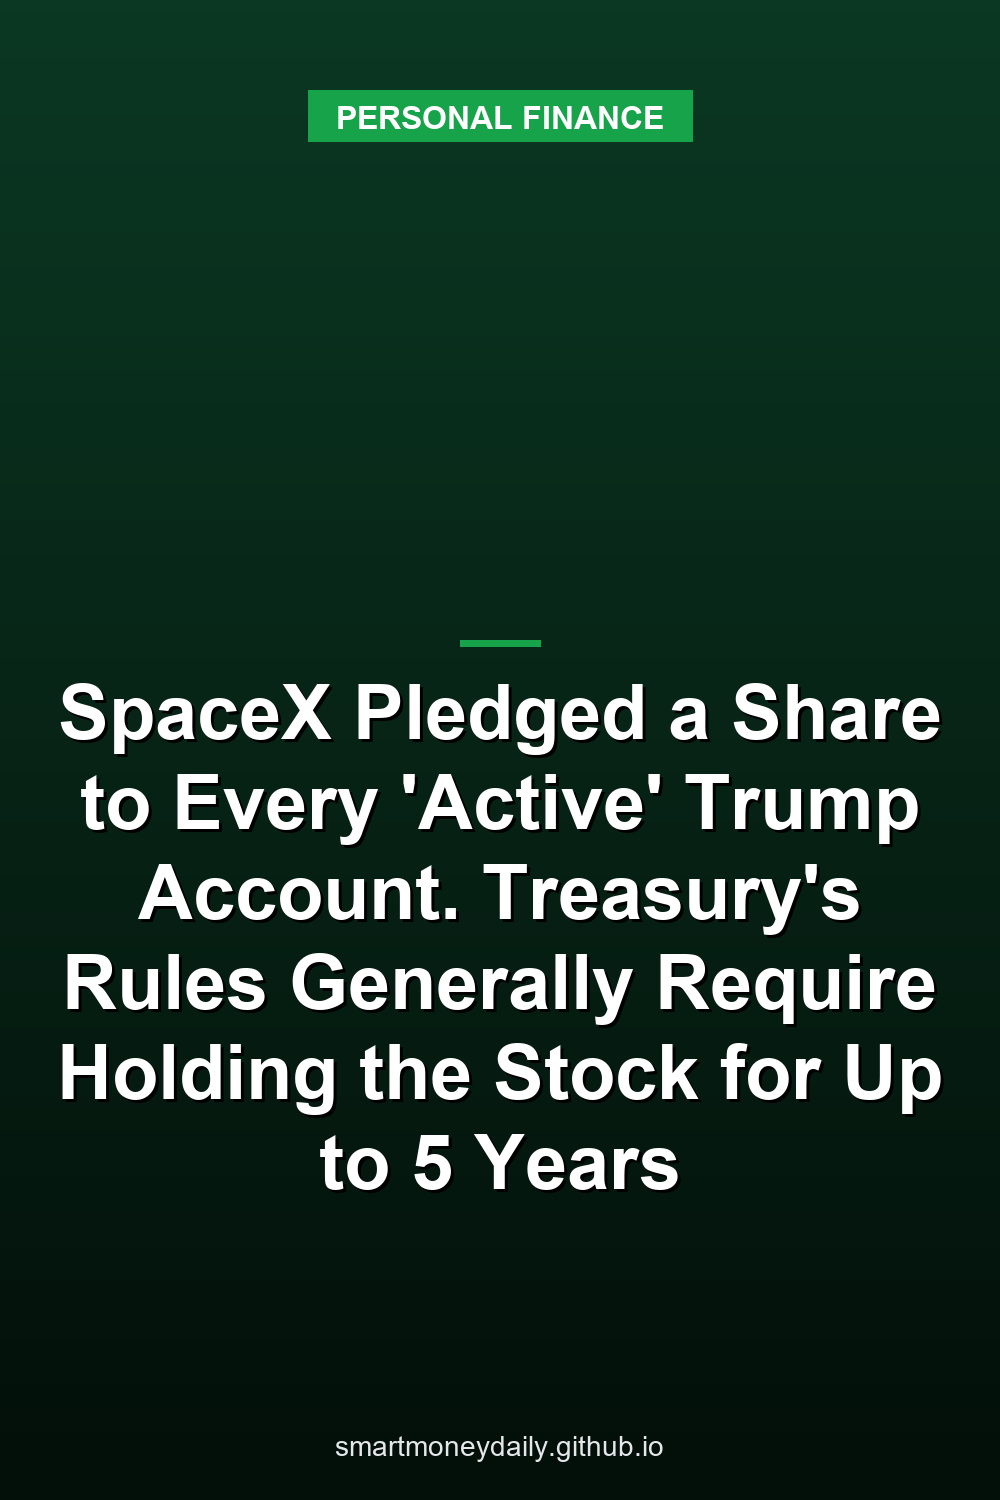 PERSONAL FINANCE
SpaceX Pledged a Share
to Every 'Active' Trump
Account. Treasury's
Rules Generally Require
Holding the Stock for Up
to 5 Years
smartmoneydaily.github.io